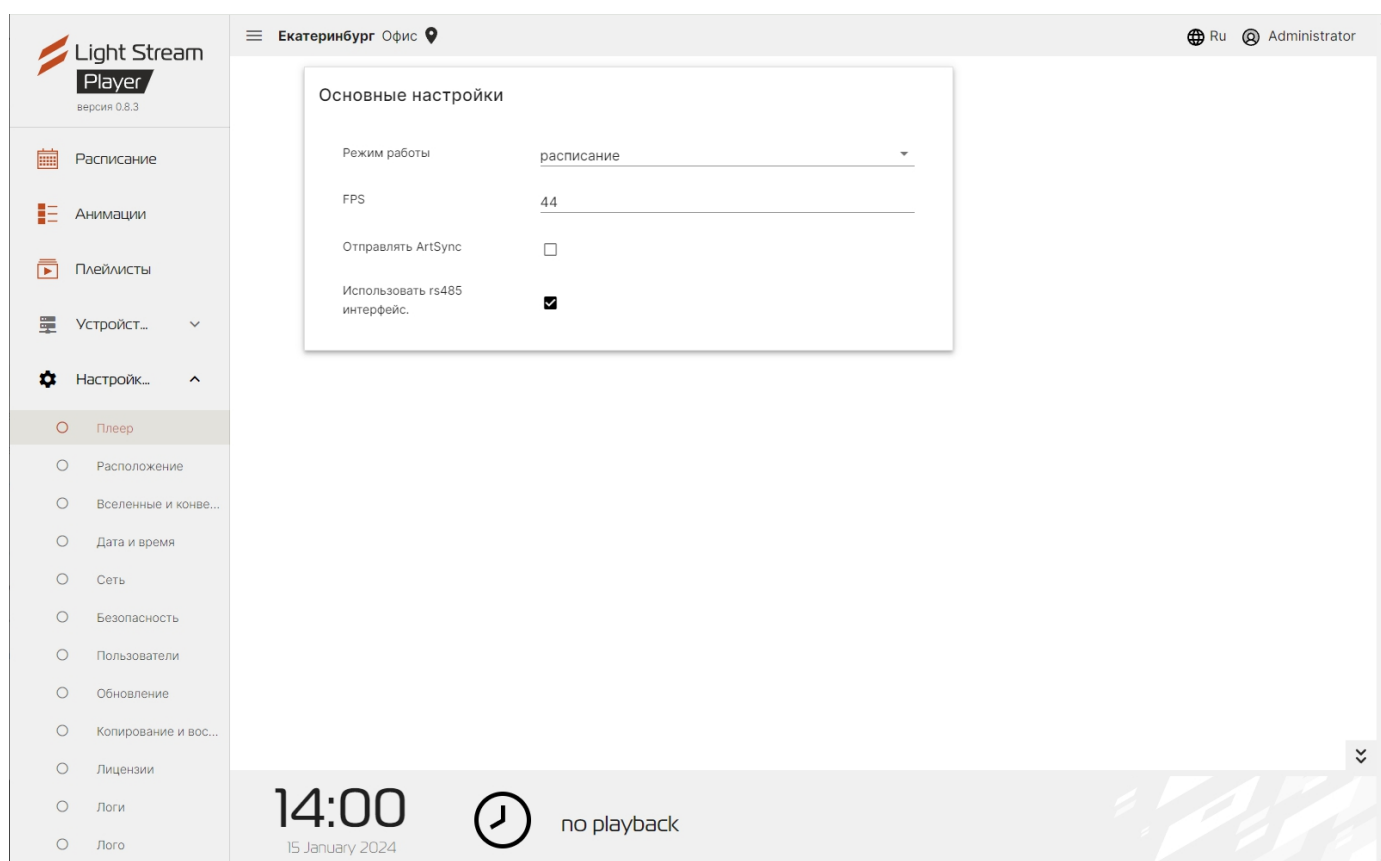 Light Stream
Player
версия 0.8.3
Расписание
Анимации
Плейлисты
Устройст...
Настройк...
Плеер
Расположение
Вселенные и конве...
Дата и время
Сеть
Безопасность
Пользователи
Обновление
Копирование и вос...
Лицензии
Логи
Лого
Екатеринбург Офис
Ru Administrator
Основные настройки
Режим работы расписание
FPS 44
Отправлять ArtSync
Использовать rs485
интерфейс.
14:00
15 January 2024
no playback